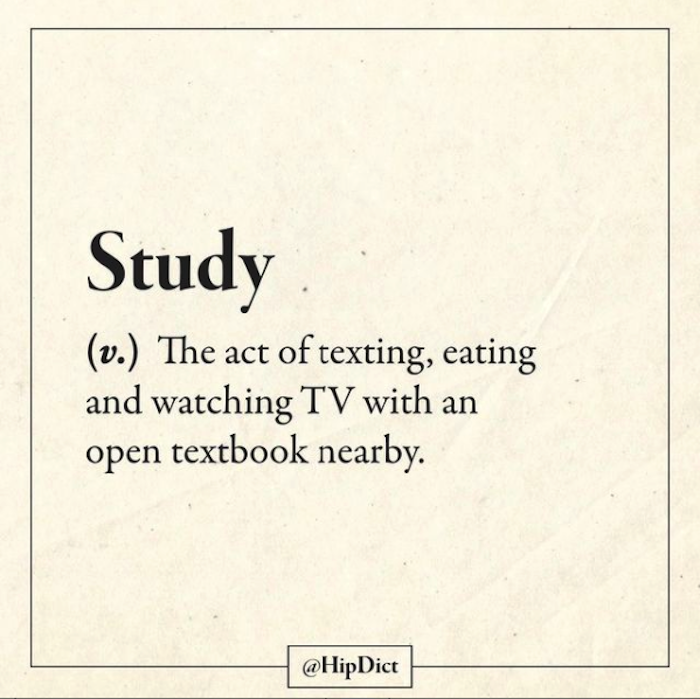 Study
(v.) The act of texting, eating
and watching TV with an
open textbook nearby.
@HipDict